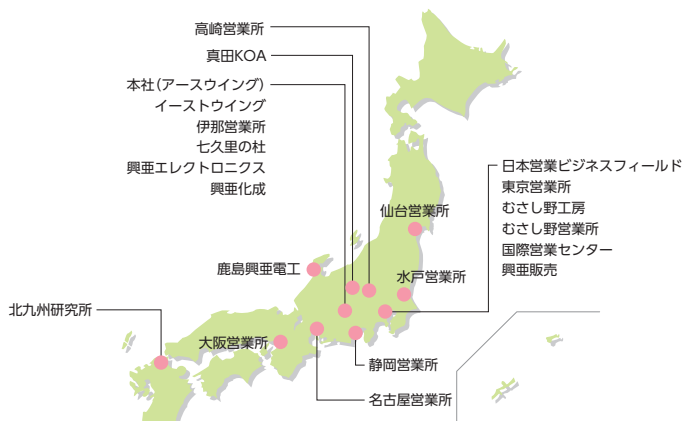 高崎営業所
真田KOA
本社(アースウイング)
イーストウイング
伊那営業所
七久里の杜
興亜エレクトロニクス
興亜化成
日本営業ビジネスフィールド
東京営業所
むさし野工房
むさし野営業所
国際営業センター
興亜販売
仙台営業所
鹿島興亜電工
水戸営業所
北九州研究所
大阪営業所
静岡営業所
名古屋営業所